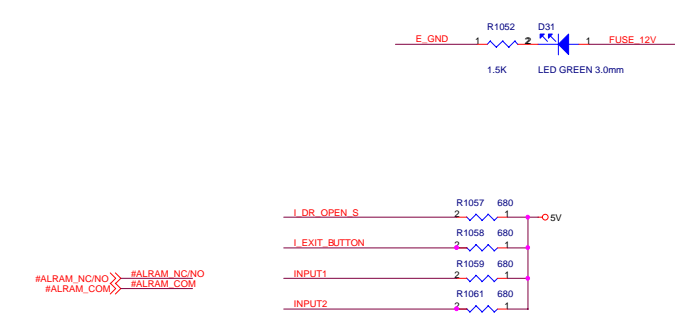 R1052 D31
E_GND 1 2 2 1 FUSE_12V
1.5K LED GREEN 3.0mm
R1057 680
I_DR_OPEN_S 2 1 5V
R1058 680
I_EXIT_BUTTON 2 1
R1059 680
#ALRAM_NC/NO #ALRAM_NC/NO INPUT1 2 1
#ALRAM_COM #ALRAM_COM
R1061 680
INPUT2 2 1